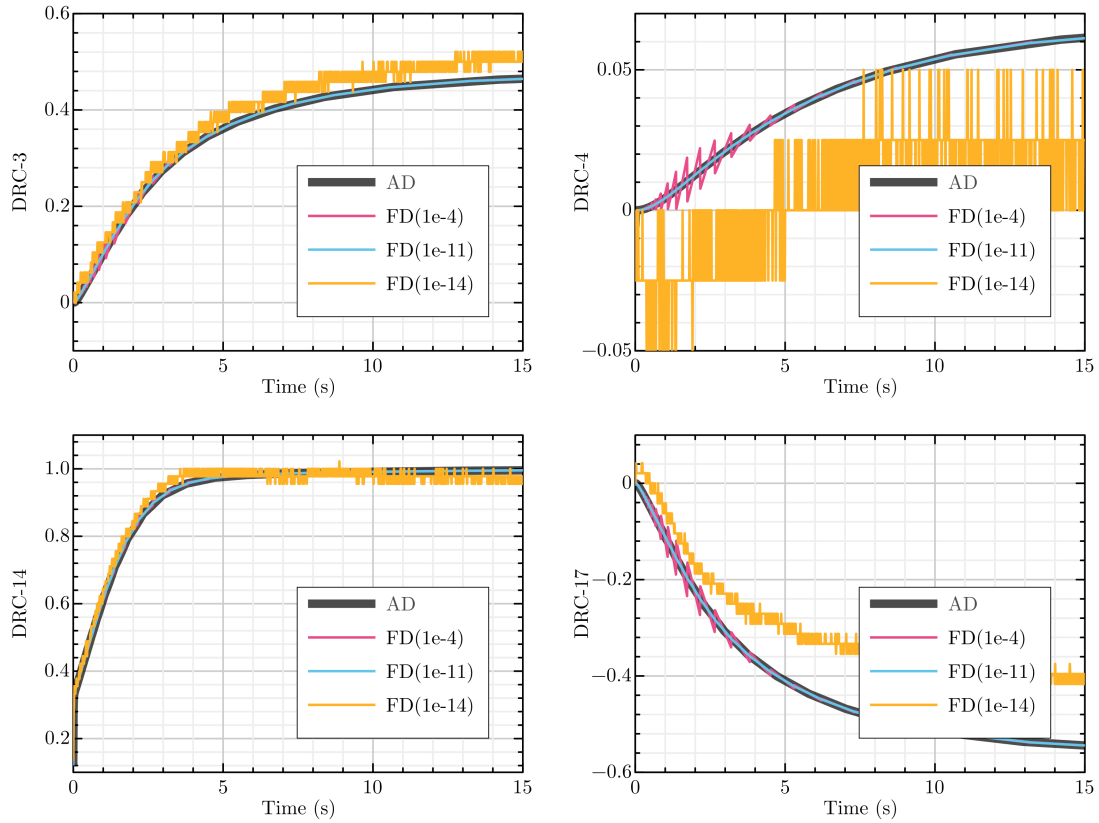 0.6
0.4
0.2
0
DRC-3
AD
FD(1e-4)
FD(1e-11)
FD(1e-14)
0 5 10 15
Time (s)
0.05
0
−0.05
DRC-4
AD
FD(1e-4)
FD(1e-11)
FD(1e-14)
0 5 10 15
Time (s)
1.0
0.8
0.6
0.4
0.2
DRC-14
AD
FD(1e-4)
FD(1e-11)
FD(1e-14)
0 5 10 15
Time (s)
0
−0.2
−0.4
−0.6
DRC-17
AD
FD(1e-4)
FD(1e-11)
FD(1e-14)
0 5 10 15
Time (s)